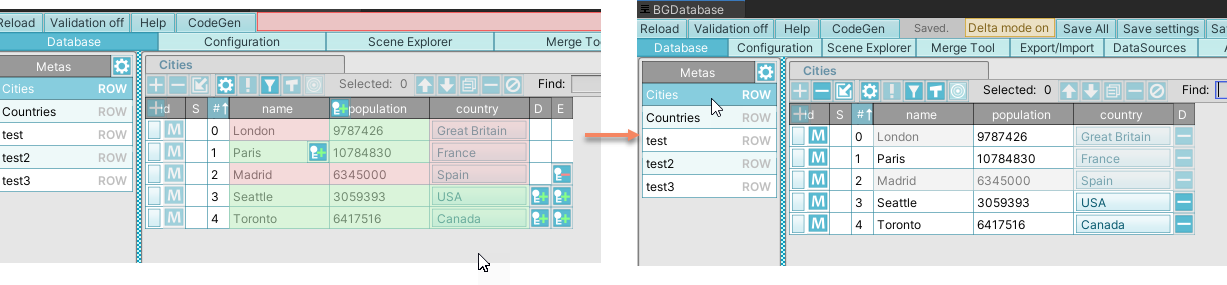 Reload Validation off Help CodeGen
Database Configuration Scene Explorer Merge Too
Metas
Cities
Cities ROW
Countries ROW
test ROW
test2 ROW
test3 ROW
Selected: 0 Find:
id S #↑ name population country D E
M 0 London 9787426 Great Britain
M 1 Paris 10784830 France
M 2 Madrid 6345000 Spain
M 3 Seattle 3059393 USA
M 4 Toronto 6417516 Canada
BGDatabase
Reload Validation off Help CodeGen Saved. Delta mode on Save All Save settings Sa
Database Configuration Scene Explorer Merge Tool Export/Import DataSources A
Metas
Cities
Cities ROW
Countries ROW
test ROW
test2 ROW
test3 ROW
Selected: 0 Find:
id S #↑ name population country D
M 0 London 9787426 Great Britain
M 1 Paris 10784830 France
M 2 Madrid 6345000 Spain
M 3 Seattle 3059393 USA
M 4 Toronto 6417516 Canada